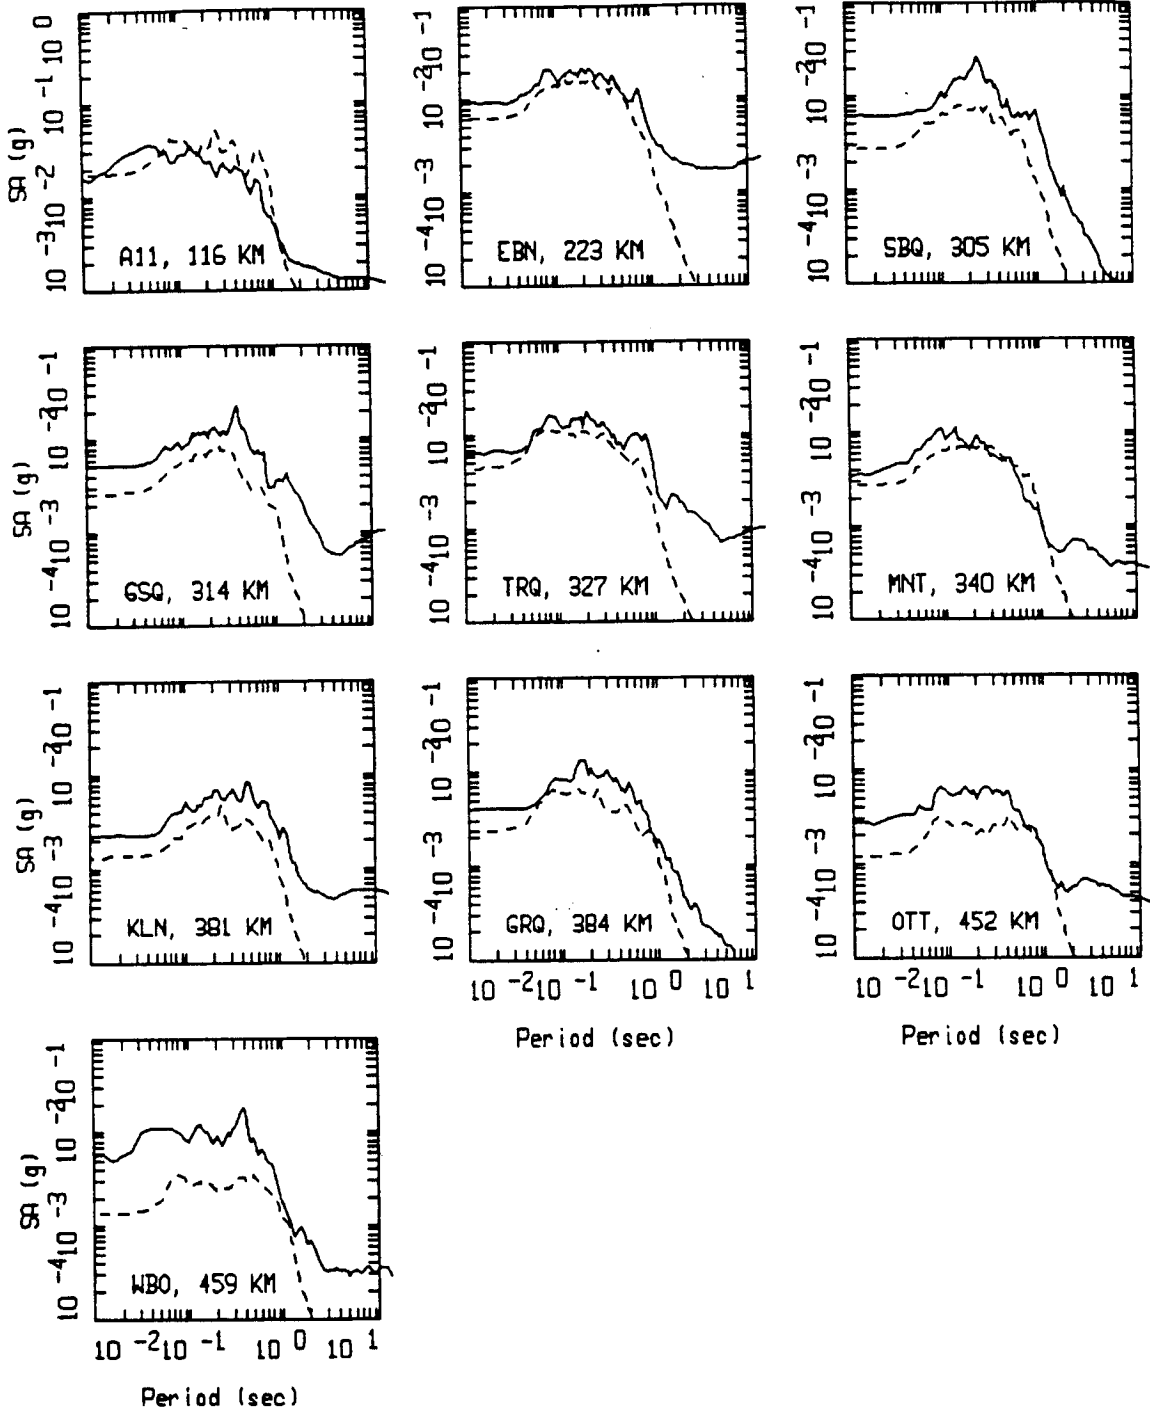 SA (g)
10 0
10 -1
10 -2
10 -3
A11, 116 KM
10 -1
10 -2
10 -3
10 -4
EBN, 223 KM
10 -1
10 -2
10 -3
10 -4
SBQ, 305 KM
SA (g)
10 -1
10 -2
10 -3
10 -4
GSQ, 314 KM
10 -1
10 -2
10 -3
10 -4
TRQ, 327 KM
10 -1
10 -2
10 -3
10 -4
MNT, 340 KM
SA (g)
10 -1
10 -2
10 -3
10 -4
KLN, 381 KM
10 -1
10 -2
10 -3
10 -4
GRQ, 384 KM
10 -2 10 -1 10 0 10 1
Period (sec)
10 -1
10 -2
10 -3
10 -4
OTT, 452 KM
10 -2 10 -1 10 0 10 1
Period (sec)
SA (g)
10 -1
10 -2
10 -3
10 -4
WBO, 459 KM
10 -2 10 -1 10 0 10 1
Period (sec)